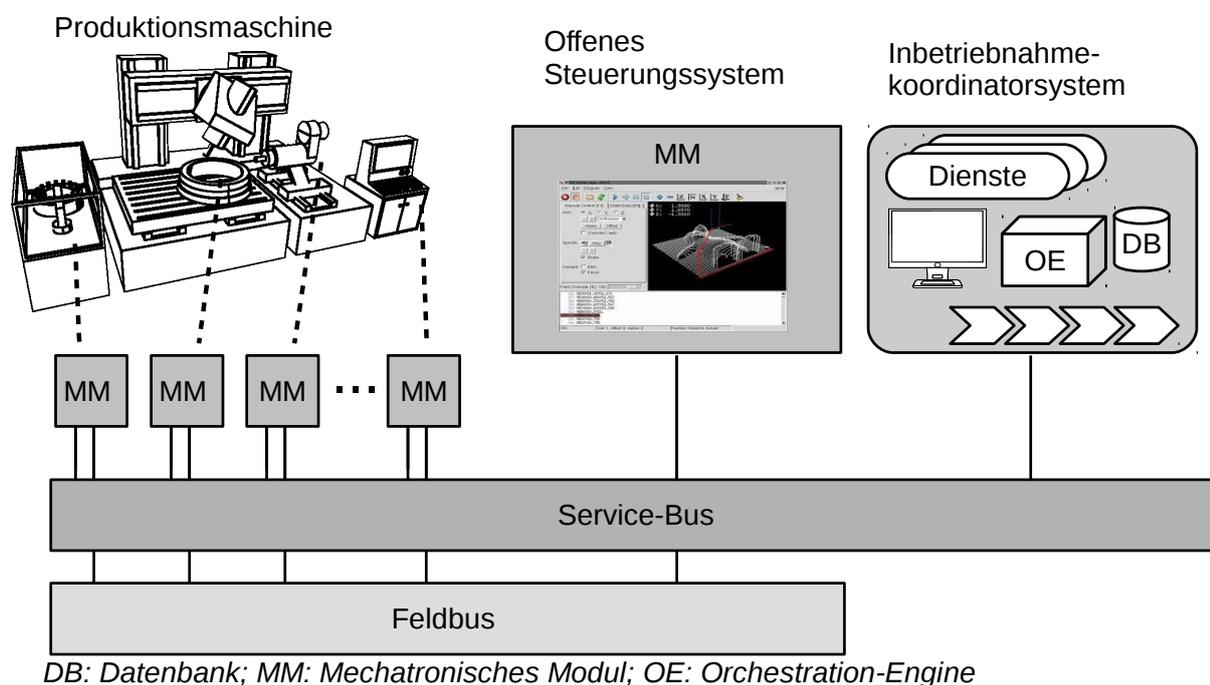 Produktionsmaschine
Offenes
Steuerungssystem
Inbetriebnahme-
koordinatorsystem
MM
Dienste
OE
DB
MM
MM
MM
...
MM
Service-Bus
Feldbus
DB: Datenbank; MM: Mechatronisches Modul; OE: Orchestration-Engine